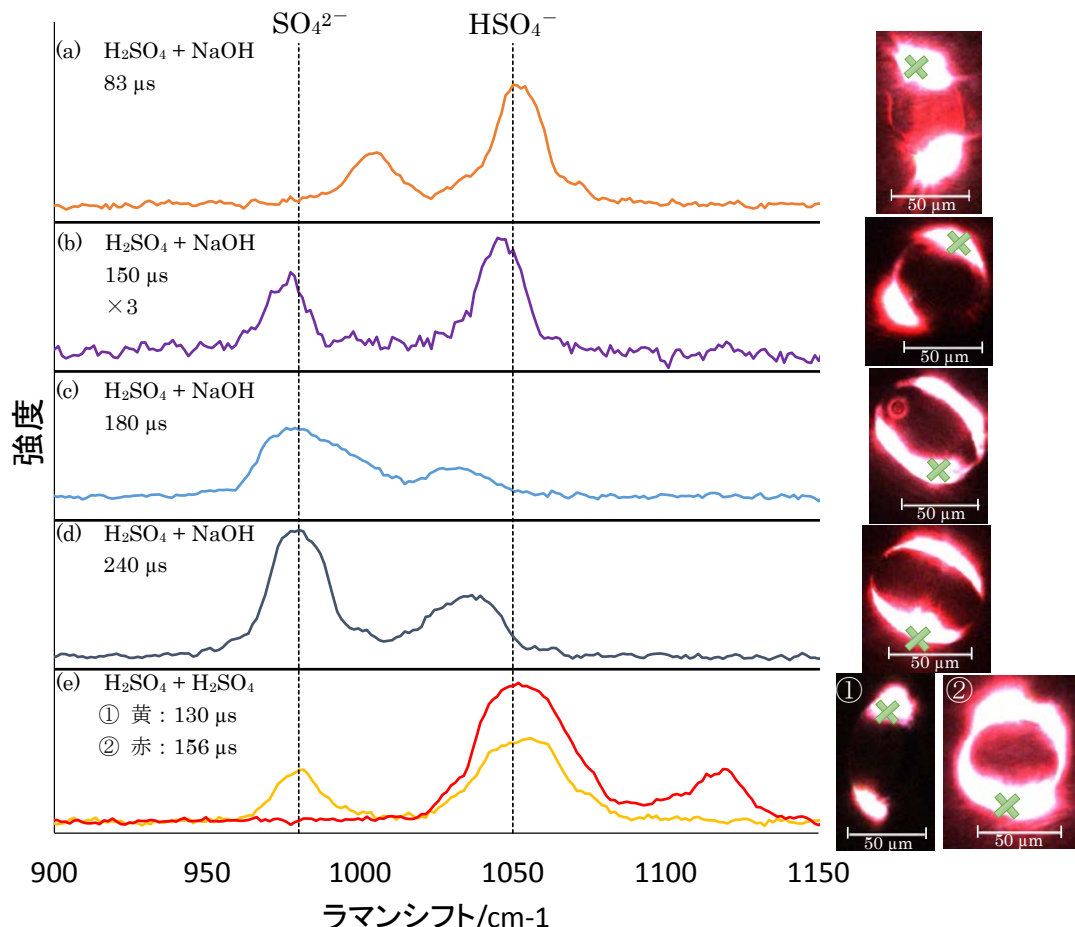 SO₄²⁻ HSO₄⁻
(a) H₂SO₄ + NaOH
83 µs
50 µm
(b) H₂SO₄ + NaOH
150 µs
×3
50 µm
(c) H₂SO₄ + NaOH
180 µs
50 µm
(d) H₂SO₄ + NaOH
240 µs
50 µm
(e) H₂SO₄ + H₂SO₄
① 黄 : 130 µs
② 赤 : 156 µs
① ②
50 µm 50 µm
強度
900 950 1000 1050 1100 1150
ラマンシフト/cm-1